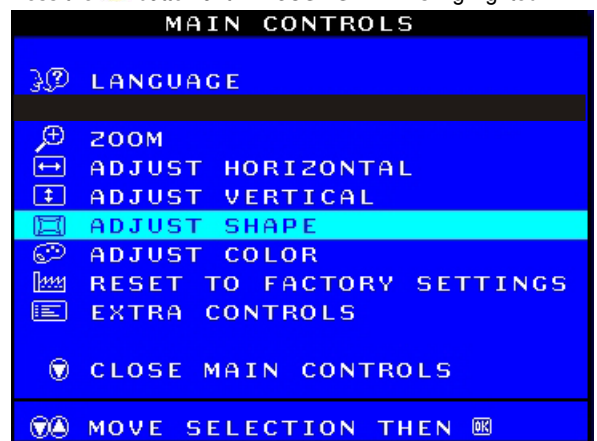 MAIN CONTROLS
LANGUAGE
ZOOM
ADJUST HORIZONTAL
ADJUST VERTICAL
ADJUST SHAPE
ADJUST COLOR
RESET TO FACTORY SETTINGS
EXTRA CONTROLS
CLOSE MAIN CONTROLS
MOVE SELECTION THEN OK